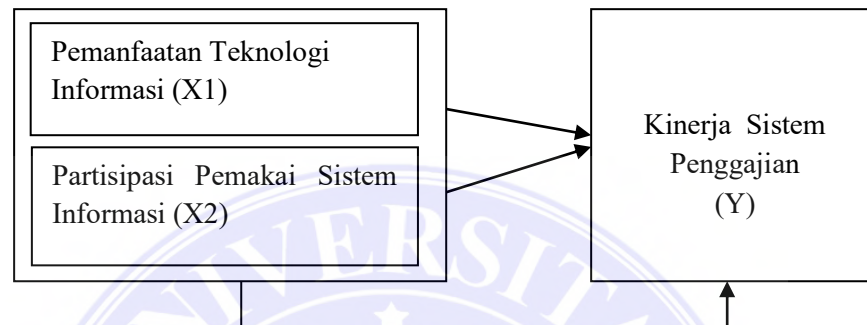 Pemanfaatan Teknologi
Informasi (X1)
Partisipasi Pemakai Sistem
Informasi (X2)
Kinerja Sistem
Penggajian
(Y)